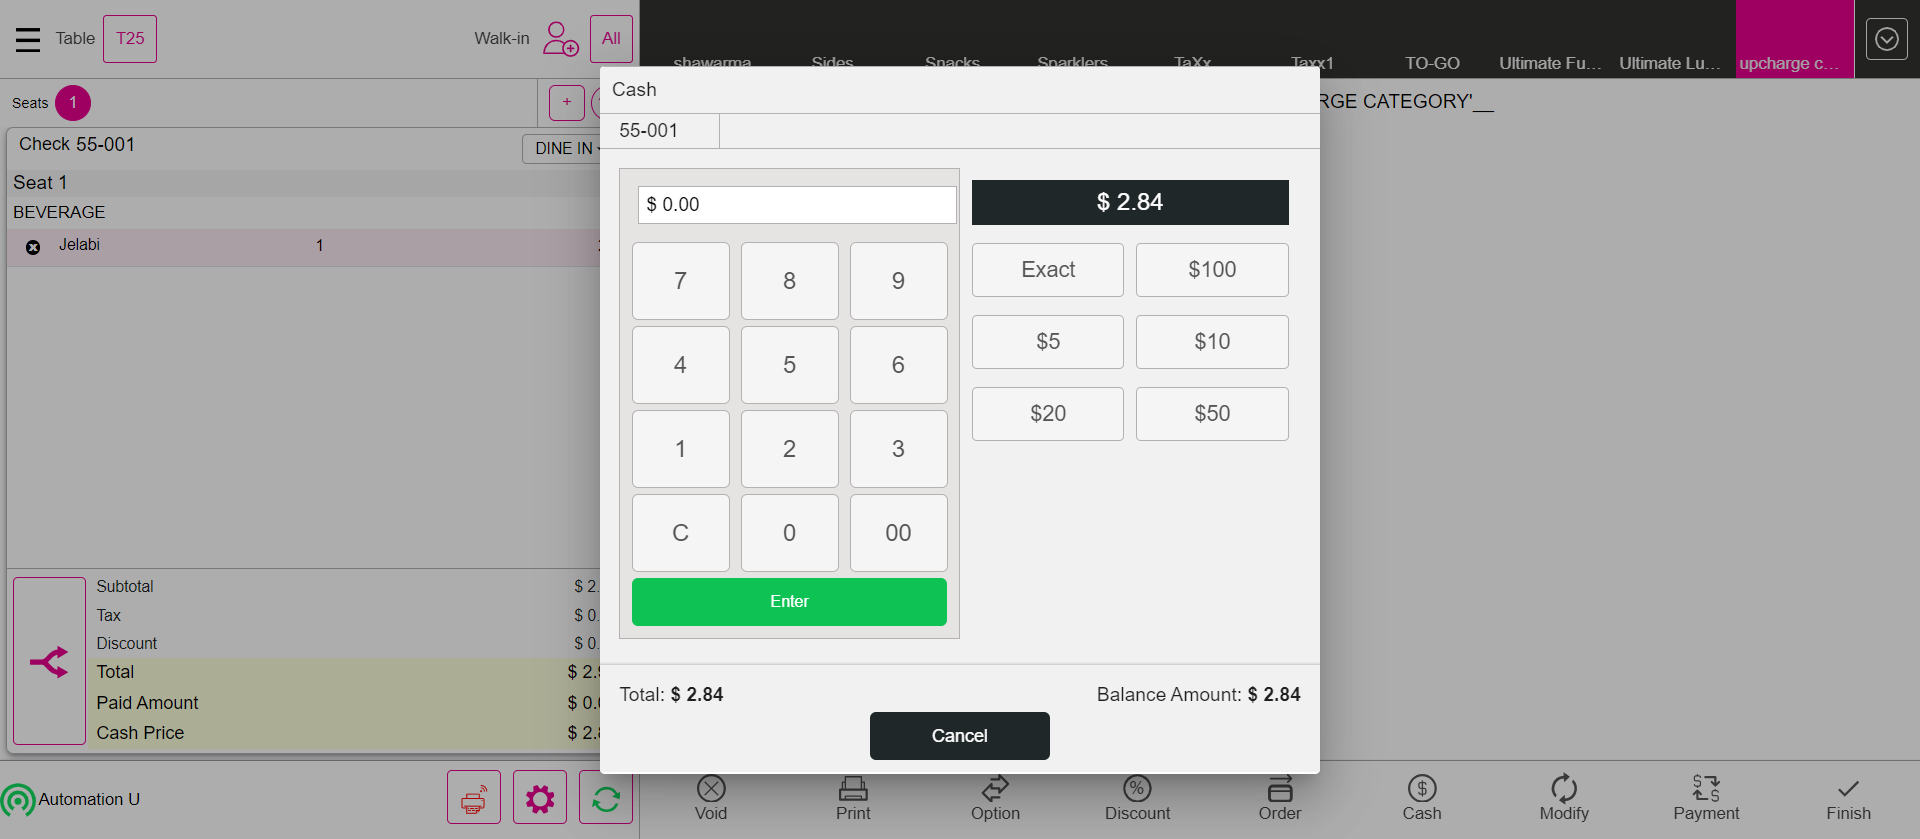 Table T25 Walk-in All
shawarma Sides Snacks Sparklers TaXx Taxx1 TO-GO Ultimate Fu... Ultimate Lu... upcharge c...
Seats 1 +
RGE CATEGORY'__
Check 55-001 DINE IN
Seat 1
BEVERAGE
Jelabi 1
Subtotal $ 2.
Tax $ 0.
Discount $ 0.
Total $ 2.
Paid Amount $ 0.
Cash Price $ 2.
Automation U
Cash
55-001
$ 0.00
$ 2.84
7 8 9
4 5 6
1 2 3
C 0 00
Enter
Exact $100
$5 $10
$20 $50
Total: $ 2.84
Balance Amount: $ 2.84
Cancel
Void Print Option Discount Order Cash Modify Payment Finish